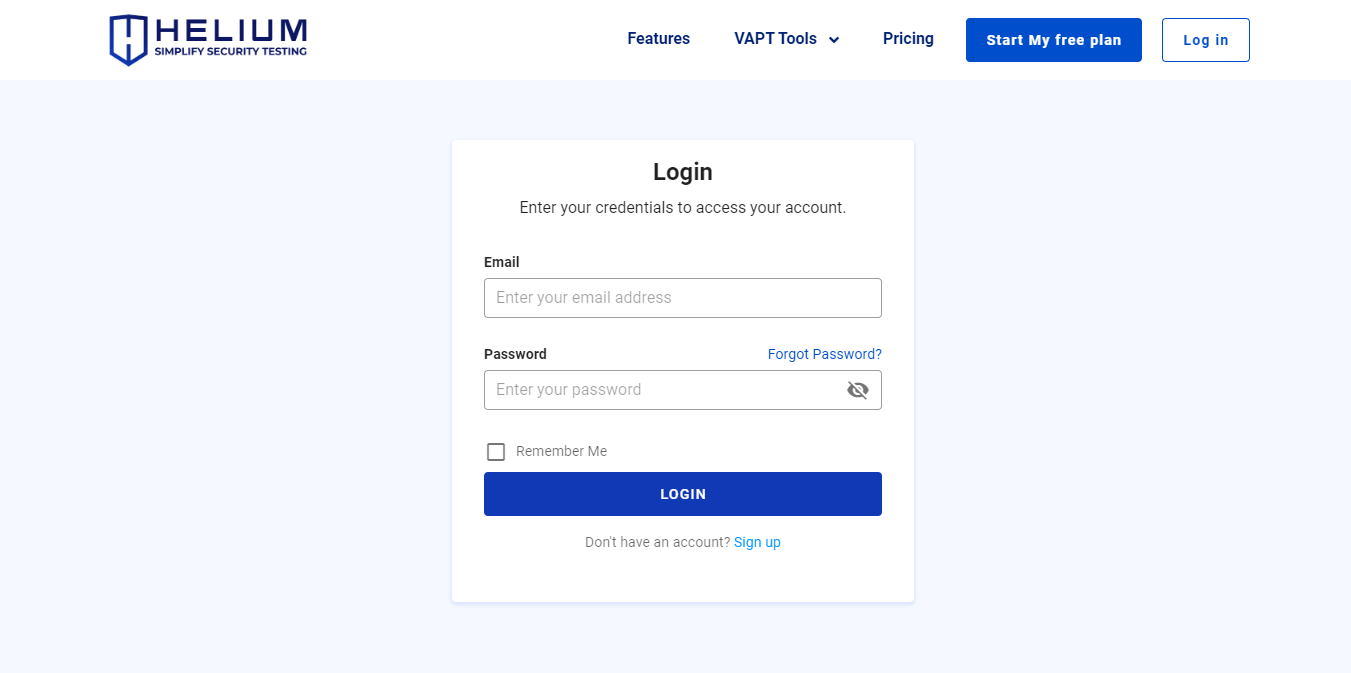 HELIUM
SIMPLIFY SECURITY TESTING
Features
VAPT Tools
Pricing
Start My free plan
Log in
Login
Enter your credentials to access your account.
Email
Enter your email address
Password
Forgot Password?
Enter your password
Remember Me
LOGIN
Don't have an account? Sign up